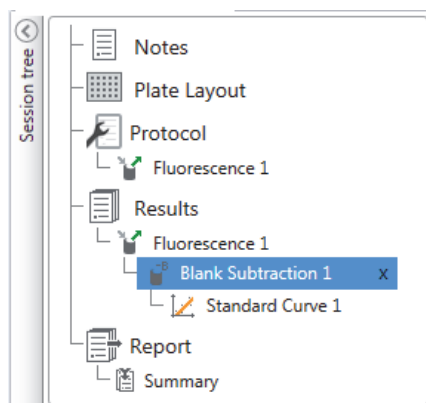 Session tree
Notes
Plate Layout
Protocol
Fluorescence 1
Results
Fluorescence 1
-B
Blank Subtraction 1 x
Standard Curve 1
Report
Summary